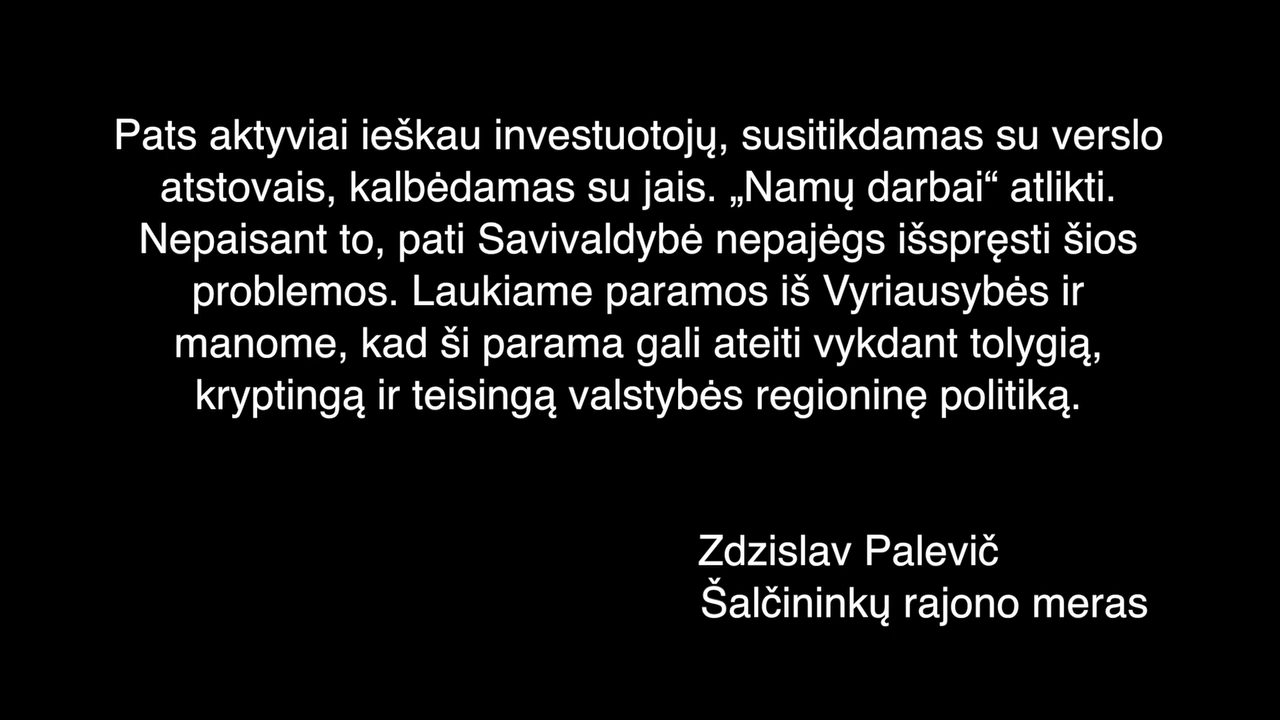 Pats aktyviai ieškau investuotojų, susitikdamas su verslo
atstovais, kalbėdamas su jais. „Namų darbai“ atlikti.
Nepaisant to, pati Savivaldybė nepajėgs išspręsti šios
problemos. Laukiame paramos iš Vyriausybės ir
manome, kad ši parama gali ateiti vykdant tolygią,
kryptingą ir teisingą valstybės regioninę politiką.
Zdzislav Palevič
Šalčininkų rajono meras